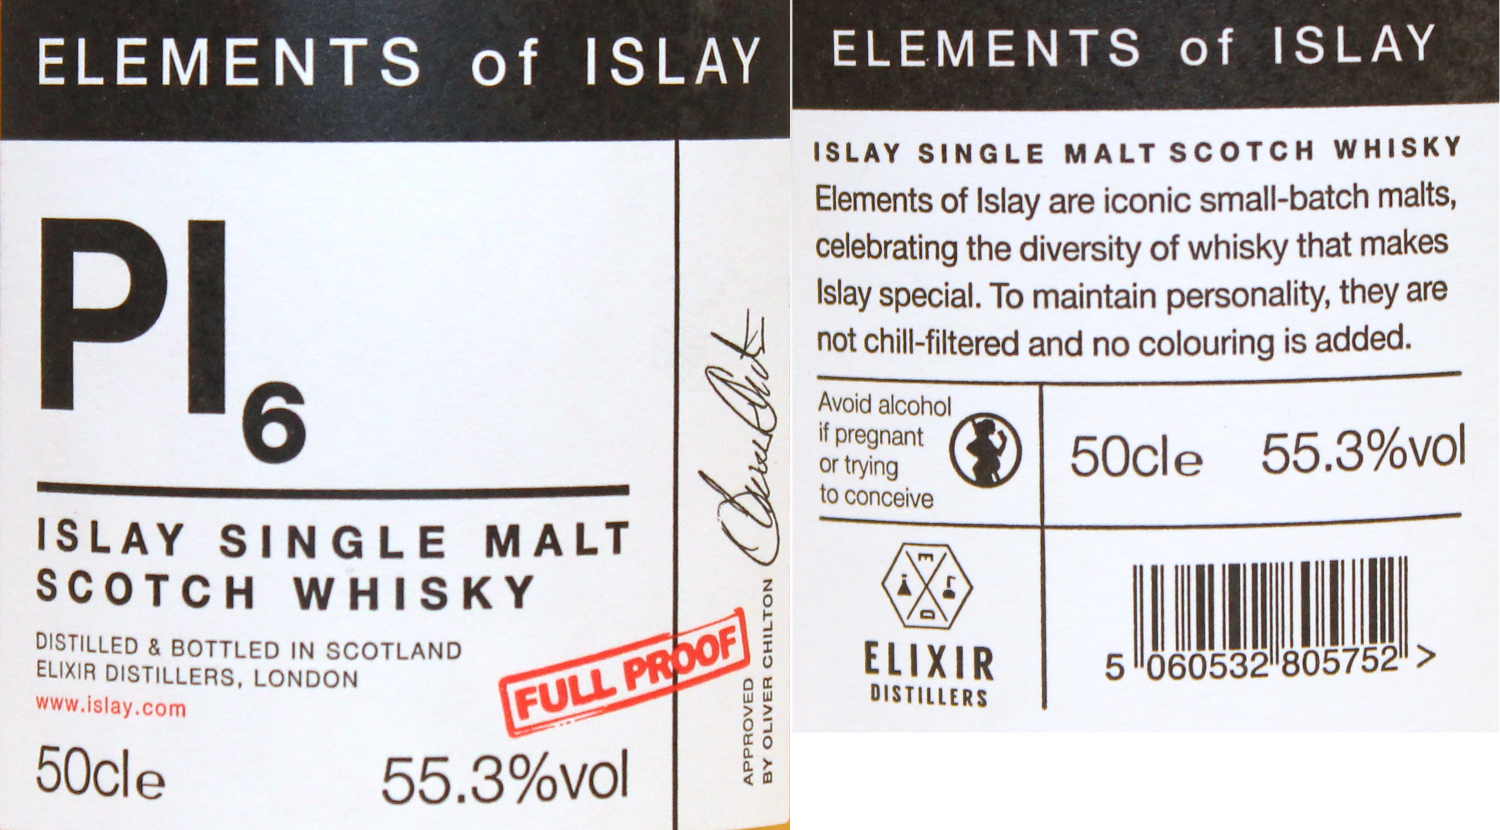 ELEMENTS of ISLAY
PI6
ISLAY SINGLE MALT
SCOTCH WHISKY
DISTILLED & BOTTLED IN SCOTLAND
ELIXIR DISTILLERS, LONDON
www.islay.com
50cl e
55.3%vol
FULL PROOF
APPROVED
BY OLIVER CHILTON
ELEMENTS of ISLAY
ISLAY SINGLE MALT SCOTCH WHISKY
Elements of Islay are iconic small-batch malts,
celebrating the diversity of whisky that makes
Islay special. To maintain personality, they are
not chill-filtered and no colouring is added.
Avoid alcohol
if pregnant
or trying
to conceive
50cl e 55.3%vol
E
D
ELIXIR
DISTILLERS
5 060532 805752 >